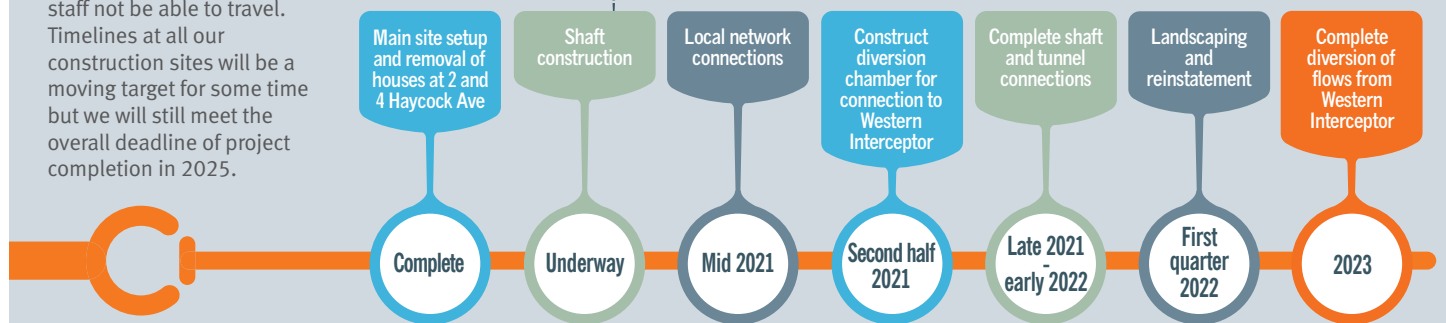 staff not be able to travel.
Timelines at all our
construction sites will be a
moving target for some time
but we will still meet the
overall deadline of project
completion in 2025.
Main site setup
and removal of
houses at 2 and
4 Haycock Ave
Complete
Shaft
construction
Underway
Local network
connections
Mid 2021
Construct
diversion
chamber for
connection to
Western
Interceptor
Second half
2021
Complete shaft
and tunnel
connections
Late 2021
-
early 2022
Landscaping
and
reinstatement
First
quarter
2022
Complete
diversion of
flows from
Western
Interceptor
2023